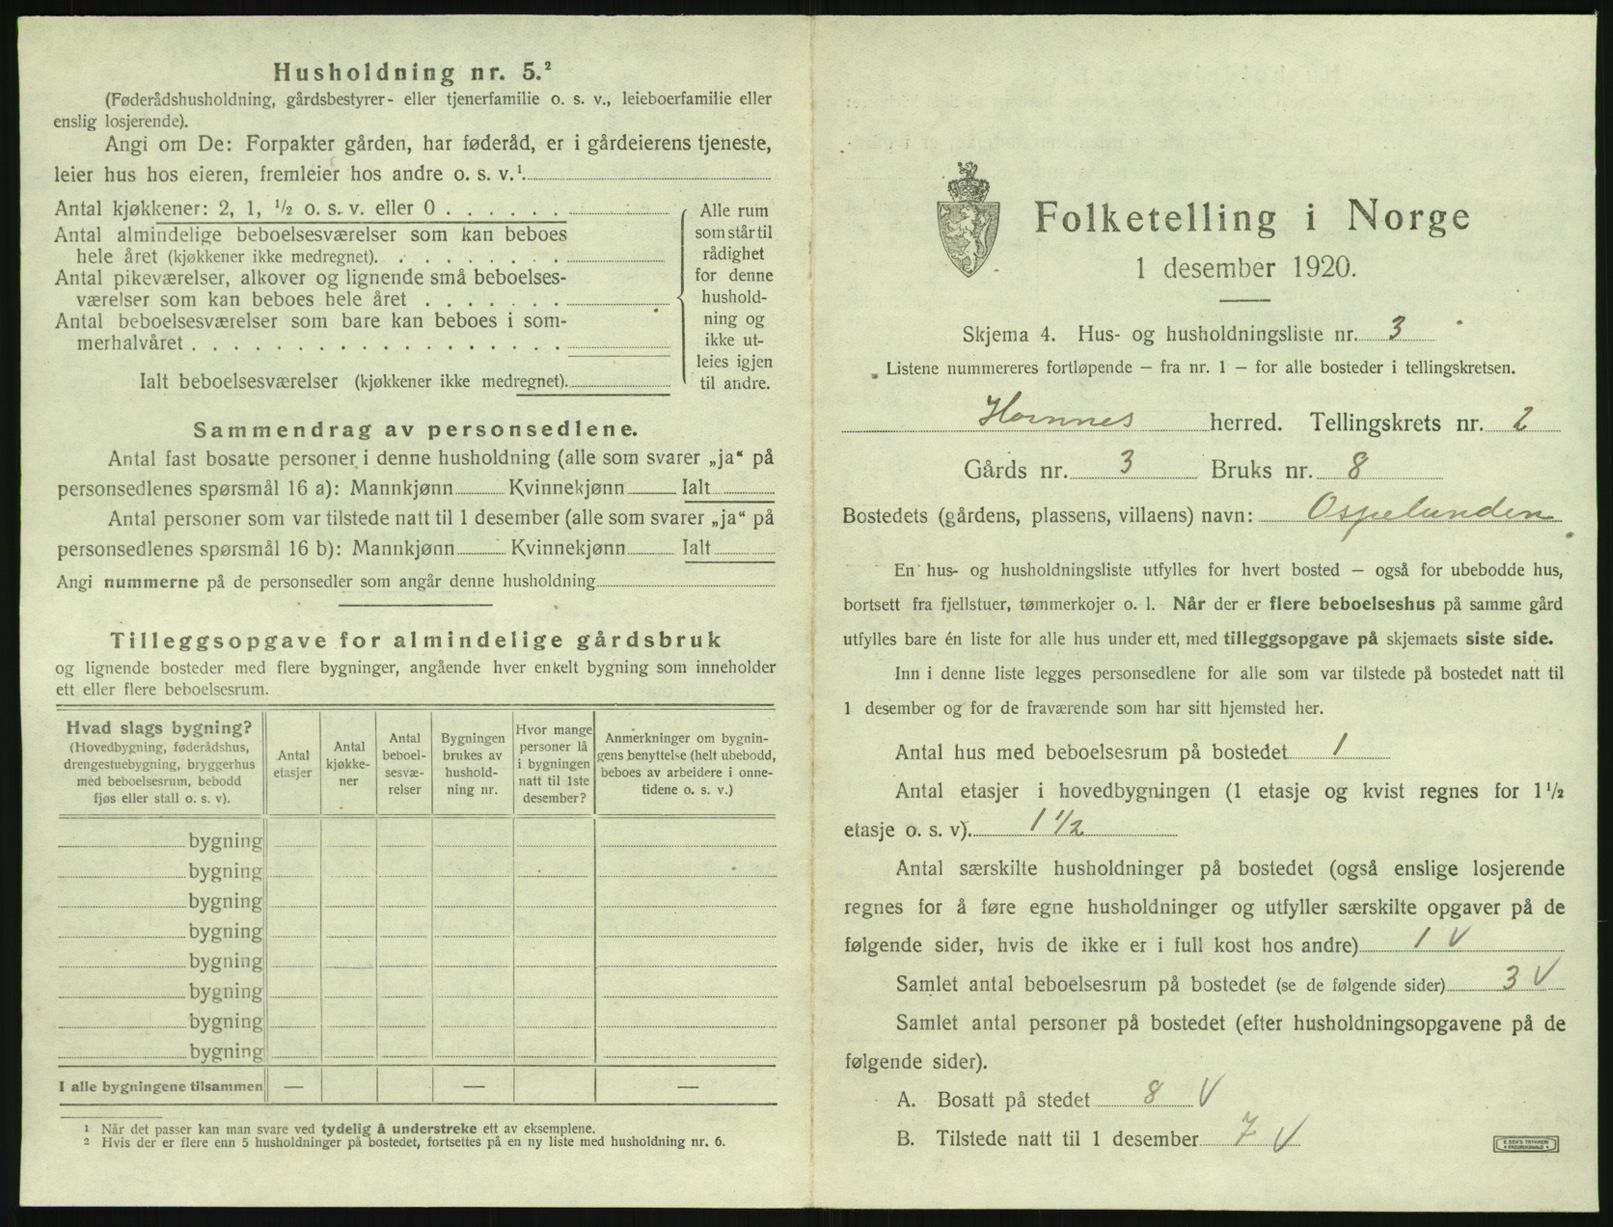 Husholdning nr. 5.²
(Føderådshusholdning, gårdsbestyrer- eller tjenerfamilie o. s. v., leieboerfamilie eller
enslig losjerende).
Angi om De: Forpakter gården, har føderåd, er i gårdeierens tjeneste,
leier hus hos eieren, fremleier hos andre o. s. v.¹
Antal kjøkkener: 2, 1, ½ o. s. v. eller 0 . . . . . .
Antal almindelige beboelsesværelser som kan beboes
hele året (kjøkkener ikke medregnet). . . . . . . . .
Antal pikeværelser, alkover og lignende små beboelses-
værelser som kan beboes hele året . . . . . . .
Antal beboelsesværelser som bare kan beboes i som-
merhalvåret . . . . . . . . . . . . . . . . . .
Ialt beboelsesværelser (kjøkkener ikke medregnet).
Alle rum
som står til
rådighet
for denne
hushold-
ning og
ikke ut-
leies igjen
til andre.
Sammendrag av personsedlene.
Antal fast bosatte personer i denne husholdning (alle som svarer „ja“ på
personsedlenes spørsmål 16 a): Mannkjønn Kvinnekjønn Ialt
Antal personer som var tilstede natt til 1 desember (alle som svarer „ja“ på
personsedlenes spørsmål 16 b): Mannkjønn Kvinnekjønn Ialt
Angi nummerne på de personsedler som angår denne husholdning
Tilleggsopgave for almindelige gårdsbruk
og lignende bosteder med flere bygninger, angående hver enkelt bygning som inneholder
ett eller flere beboelsesrum.
Hvad slags bygning?
(Hovedbygning, føderådshus,
drengestuebygning, bryggerhus
med beboelsesrum, bebodd
fjøs eller stall o. s. v).
Antal
etasjer
Antal
kjøkke-
ner
Antal
beboel-
sesvæ-
relser
Bygningen
brukes av
hushold-
ning nr.
Hvor mange
personer lå
i bygningen
natt til 1ste
desember?
Anmerkninger om bygnin-
gens benyttelse (helt ubebodd,
beboes av arbeidere i onne-
tidene o. s. v.)
bygning
bygning
bygning
bygning
bygning
bygning
bygning
bygning
I alle bygningene tilsammen — — —
¹ Når det passer kan man svare ved tydelig å understreke ett av eksemplene.
² Hvis der er flere enn 5 husholdninger på bostedet, fortsettes på en ny liste med husholdning nr. 6.
Folketelling i Norge
1 desember 1920.
Skjema 4. Hus- og husholdningsliste nr. 3
Listene nummereres fortløpende — fra nr. 1 — for alle bosteder i tellingskretsen.
Hornnes herred. Tellingskrets nr. 2
Gårds nr. 3 Bruks nr. 8
Bostedets (gårdens, plassens, villaens) navn: Ospelunden
En hus- og husholdningsliste utfylles for hvert bosted — også for ubebodde hus,
bortsett fra fjellstuer, tømmerkojer o. l. Når der er flere beboelseshus på samme gård
utfylles bare én liste for alle hus under ett, med tilleggsopgave på skjemaets siste side.
Inn i denne liste legges personsedlene for alle som var tilstede på bostedet natt til
1 desember og for de fraværende som har sitt hjemsted her.
Antal hus med beboelsesrum på bostedet 1
Antal etasjer i hovedbygningen (1 etasje og kvist regnes for 1½
etasje o. s. v). 1½
Antal særskilte husholdninger på bostedet (også enslige losjerende
regnes for å føre egne husholdninger og utfyller særskilte opgaver på de
følgende sider, hvis de ikke er i full kost hos andre) 1 V
Samlet antal beboelsesrum på bostedet (se de følgende sider) 3 V
Samlet antal personer på bostedet (efter husholdningsopgavene på de
følgende sider).
A. Bosatt på stedet 8 V
B. Tilstede natt til 1 desember 7 V